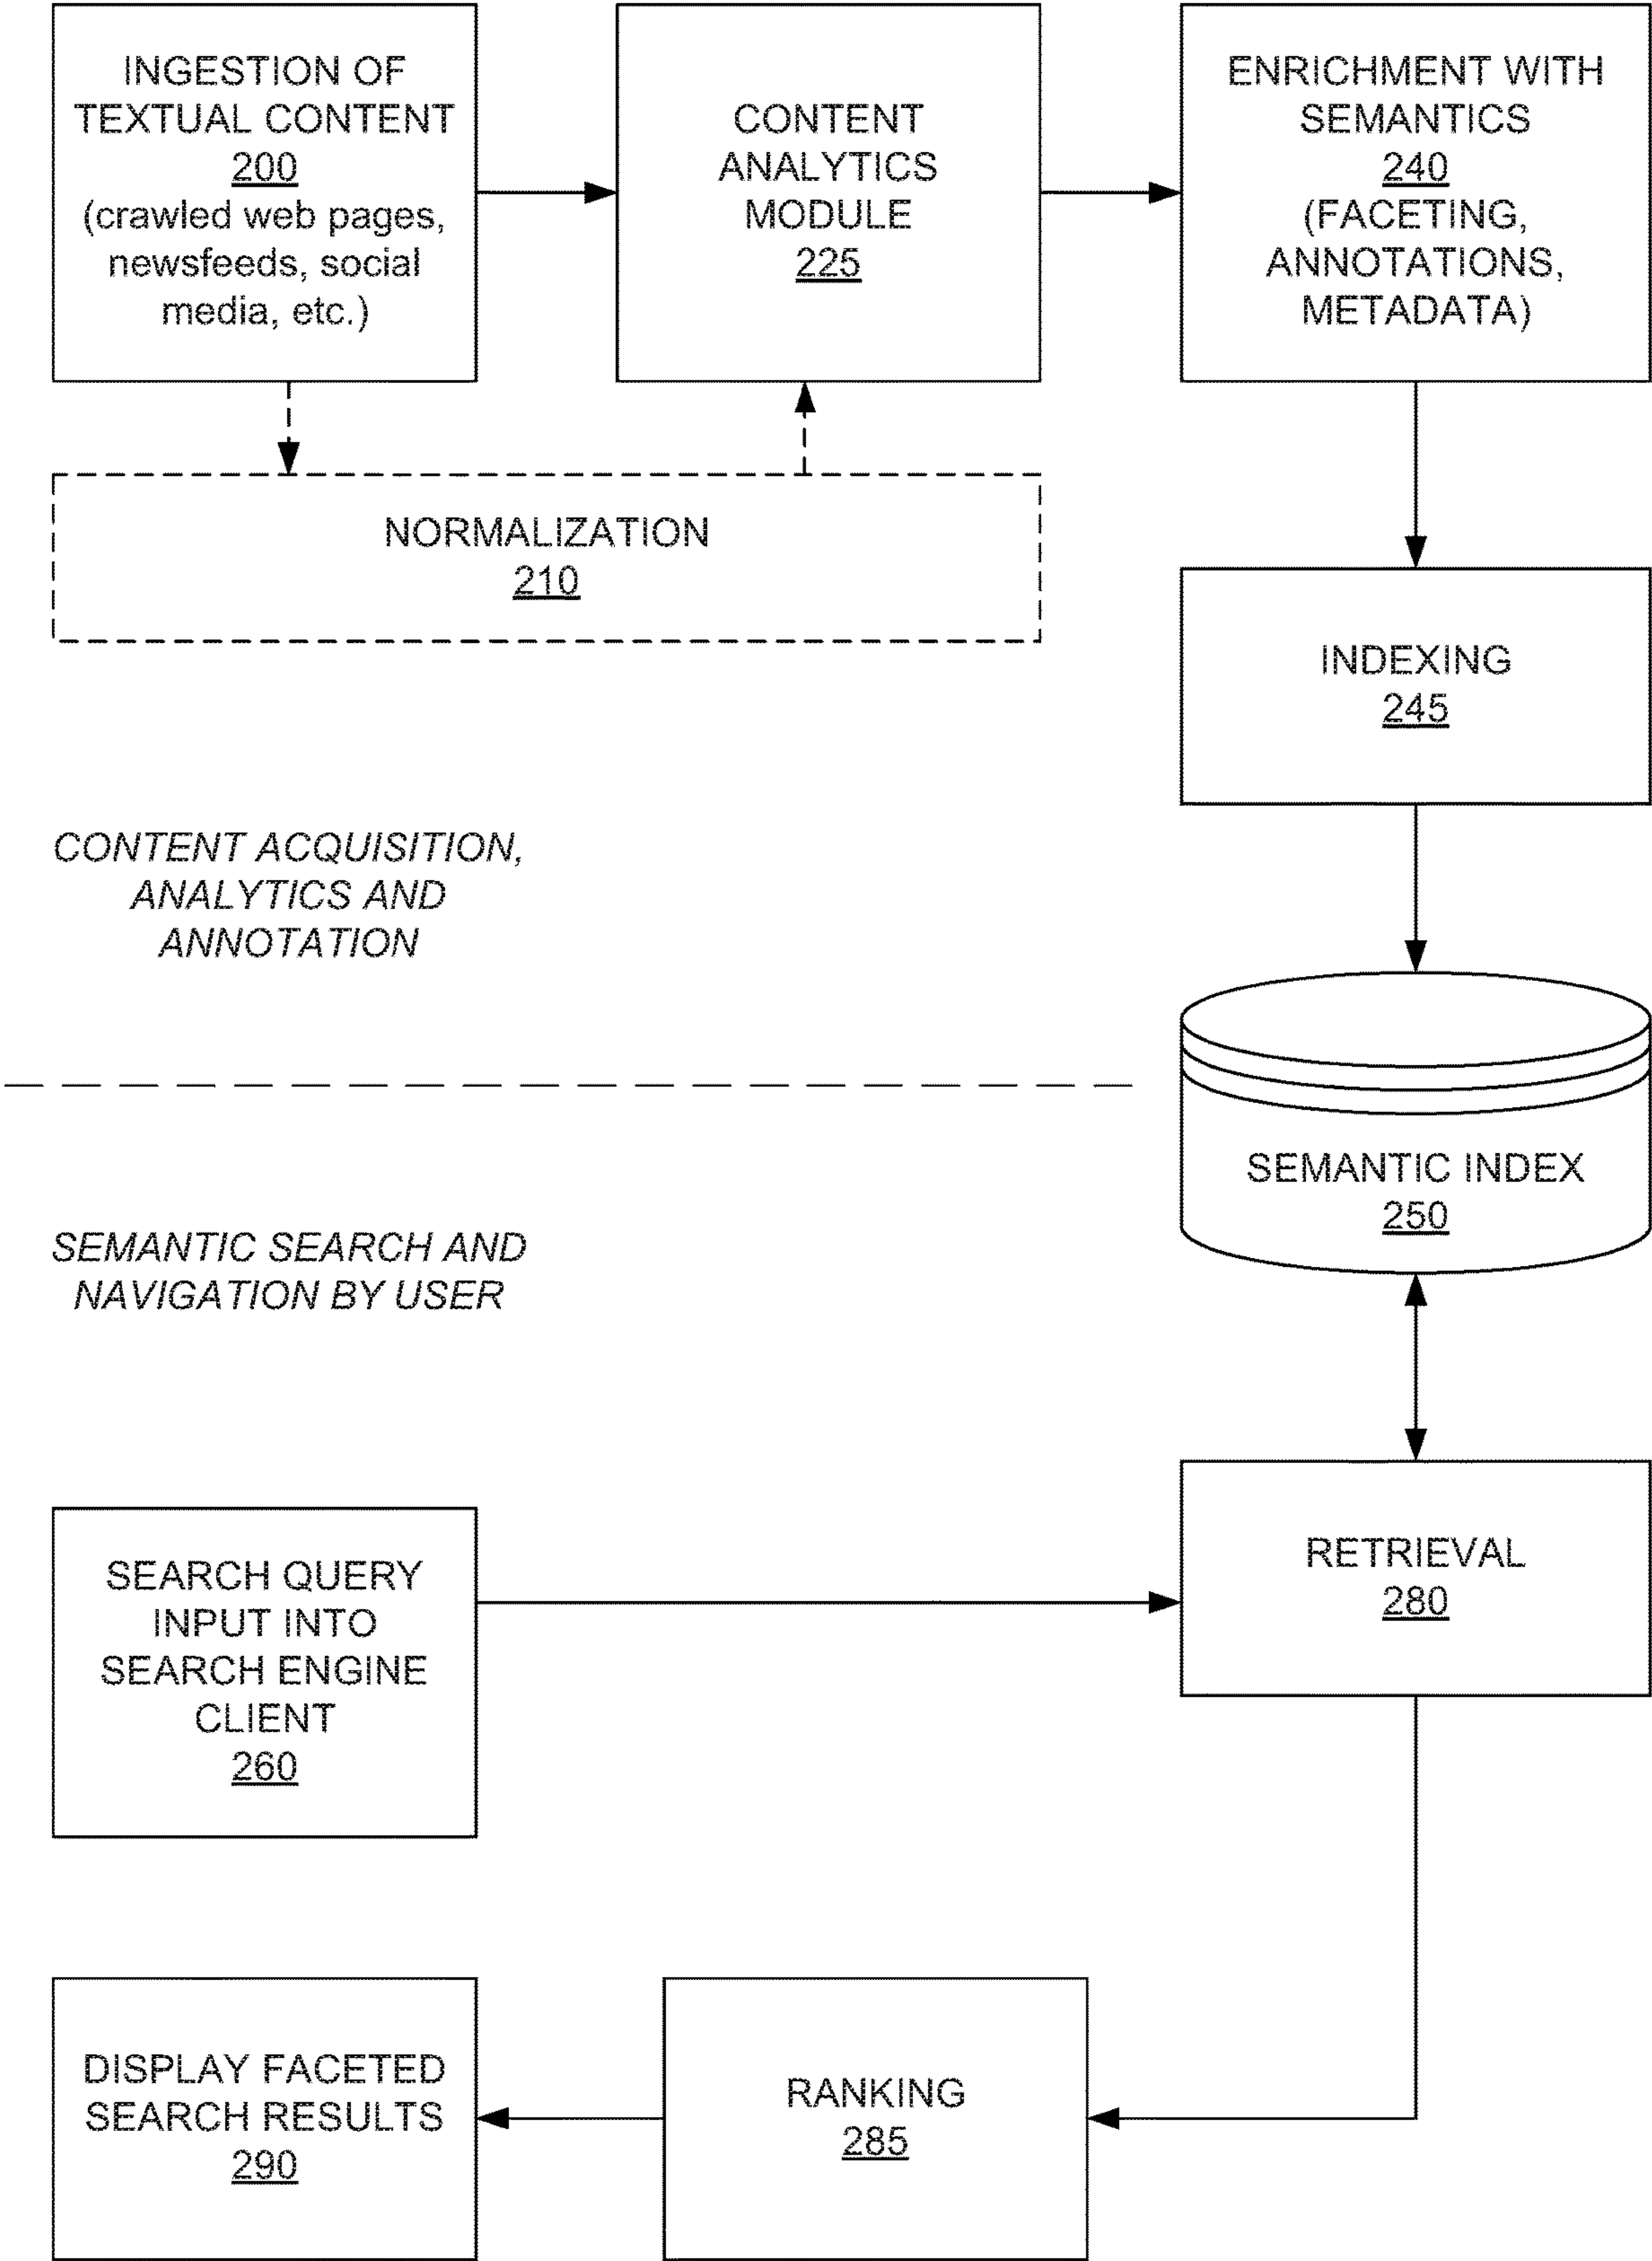 INGESTION OF
TEXTUAL CONTENT
200
(crawled web pages,
newsfeeds, social
media, etc.)
CONTENT
ANALYTICS
MODULE
225
ENRICHMENT WITH
SEMANTICS
240
(FACETING,
ANNOTATIONS,
METADATA)
NORMALIZATION
210
INDEXING
245
CONTENT ACQUISITION,
ANALYTICS AND
ANNOTATION
SEMANTIC INDEX
250
SEMANTIC SEARCH AND
NAVIGATION BY USER
SEARCH QUERY
INPUT INTO
SEARCH ENGINE
CLIENT
260
RETRIEVAL
280
DISPLAY FACETED
SEARCH RESULTS
290
RANKING
285